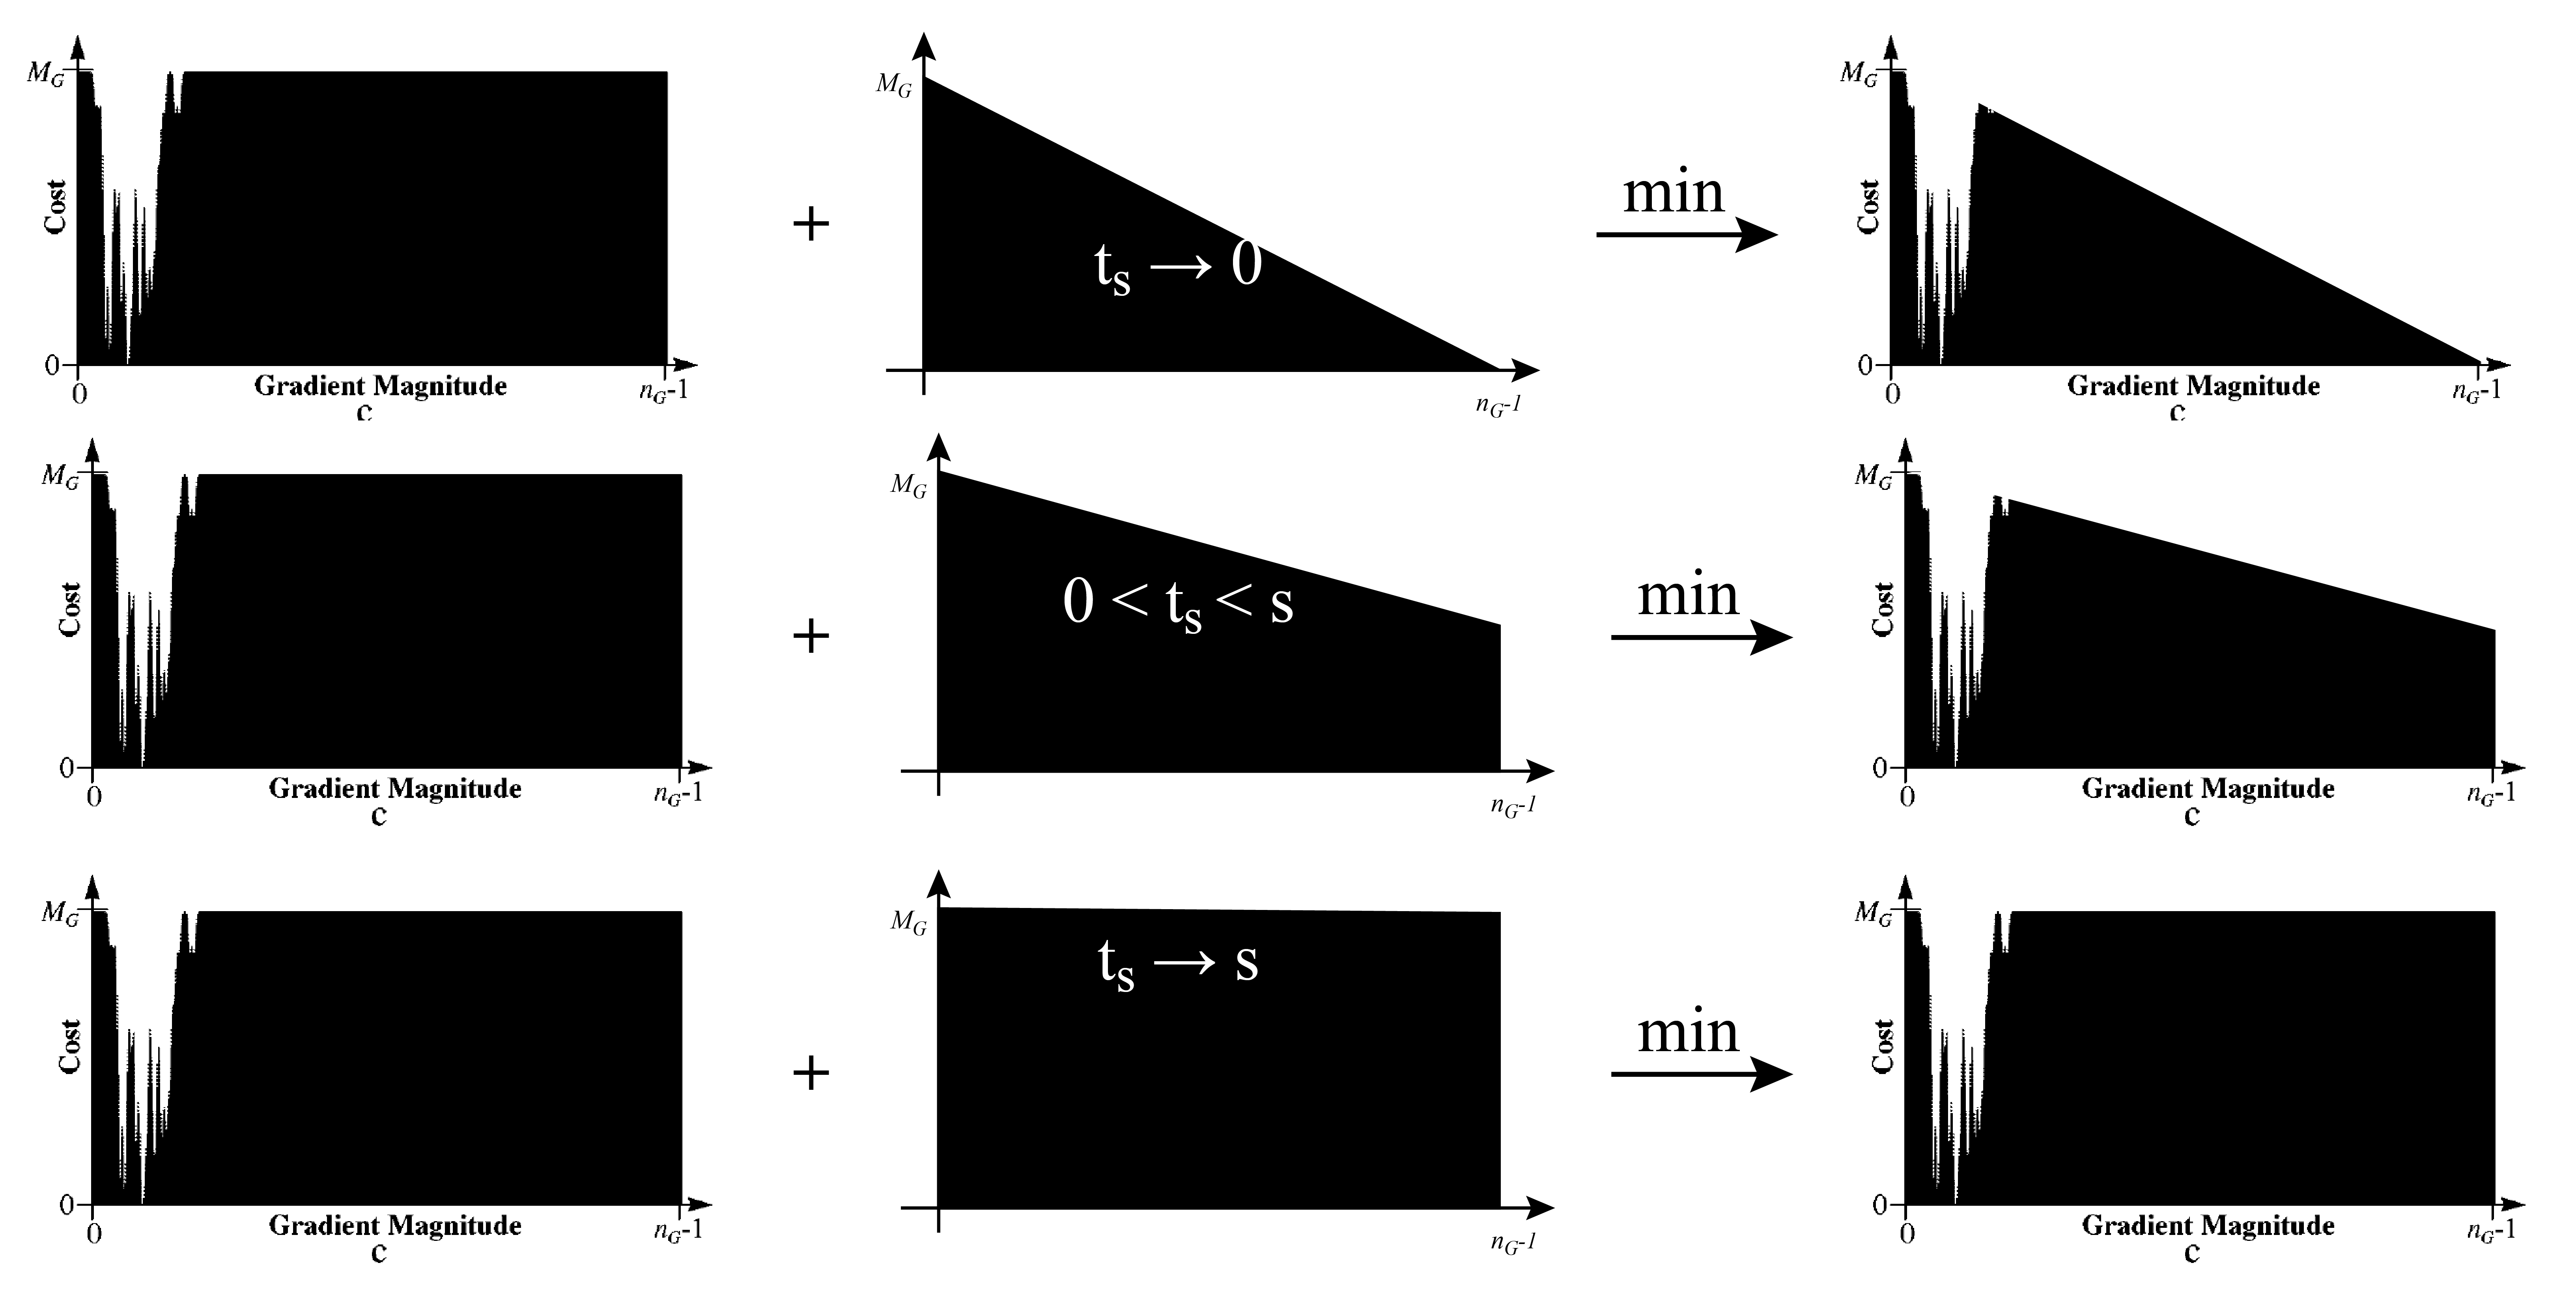 M_G
Cost
0
0
Gradient Magnitude
n_G-1
c
+
M_G
t_s → 0
n_G-1
min
M_G
Cost
0
0
Gradient Magnitude
n_G-1
c
M_G
Cost
0
0
Gradient Magnitude
n_G-1
c
+
M_G
0 < t_s < s
n_G-1
min
M_G
Cost
0
0
Gradient Magnitude
n_G-1
c
M_G
Cost
0
0
Gradient Magnitude
n_G-1
c
+
M_G
t_s → s
n_G-1
min
M_G
Cost
0
0
Gradient Magnitude
n_G-1
c